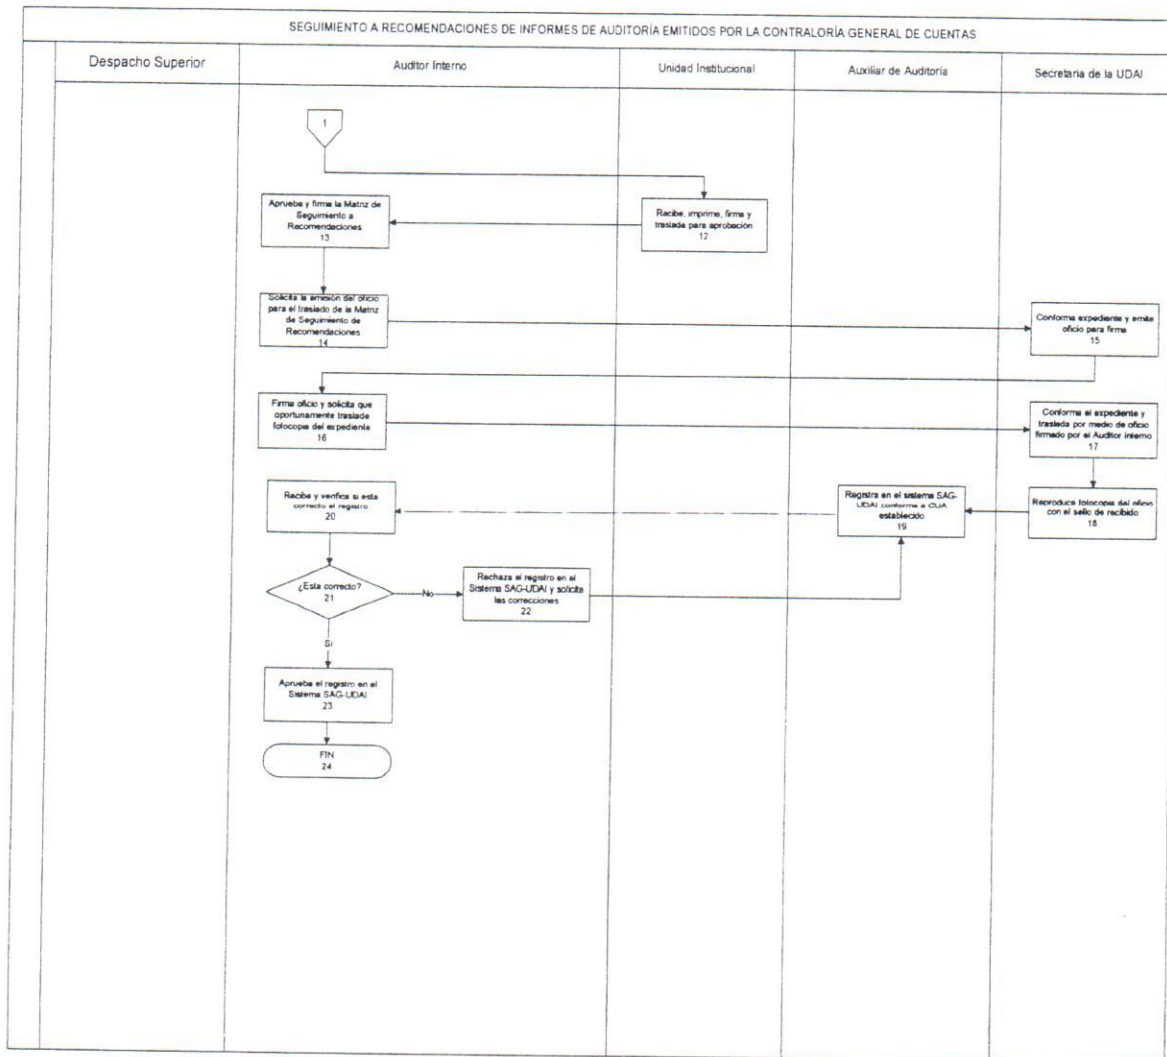 SEGUIMIENTO A RECOMENDACIONES DE INFORMES DE AUDITORÍA EMITIDOS POR LA CONTRALORÍA GENERAL DE CUENTAS
Despacho Superior
Auditor Interno
Unidad Institucional
Auxiliar de Auditoría
Secretaria de la UDAI
1
Recibe, imprime, firma y
traslada para aprobación
12
Aprueba y firma la Matriz de
Seguimiento a
Recomendaciones
13
Solicita la emisión del oficio
para el traslado de la Matriz
de Seguimiento de
Recomendaciones
14
Conforma expediente y emite
oficio para firma
15
Firma oficio y solicita que
oportunamente traslade
fotocopia del expediente
16
Conforma el expediente y
traslada por medio de oficio
firmado por el Auditor Interno
17
Reproduce fotocopia del oficio
con el sello de recibido
18
Registra en el sistema SAG-
UDAI conforme a CUA
establecido
19
Recibe y verifica si esta
correcto el registro
20
¿Esta correcto?
21
No
Rechaza el registro en el
Sistema SAG-UDAI y solicita
las correcciones
22
Si
Aprueba el registro en el
Sistema SAG-UDAI
23
FIN
24